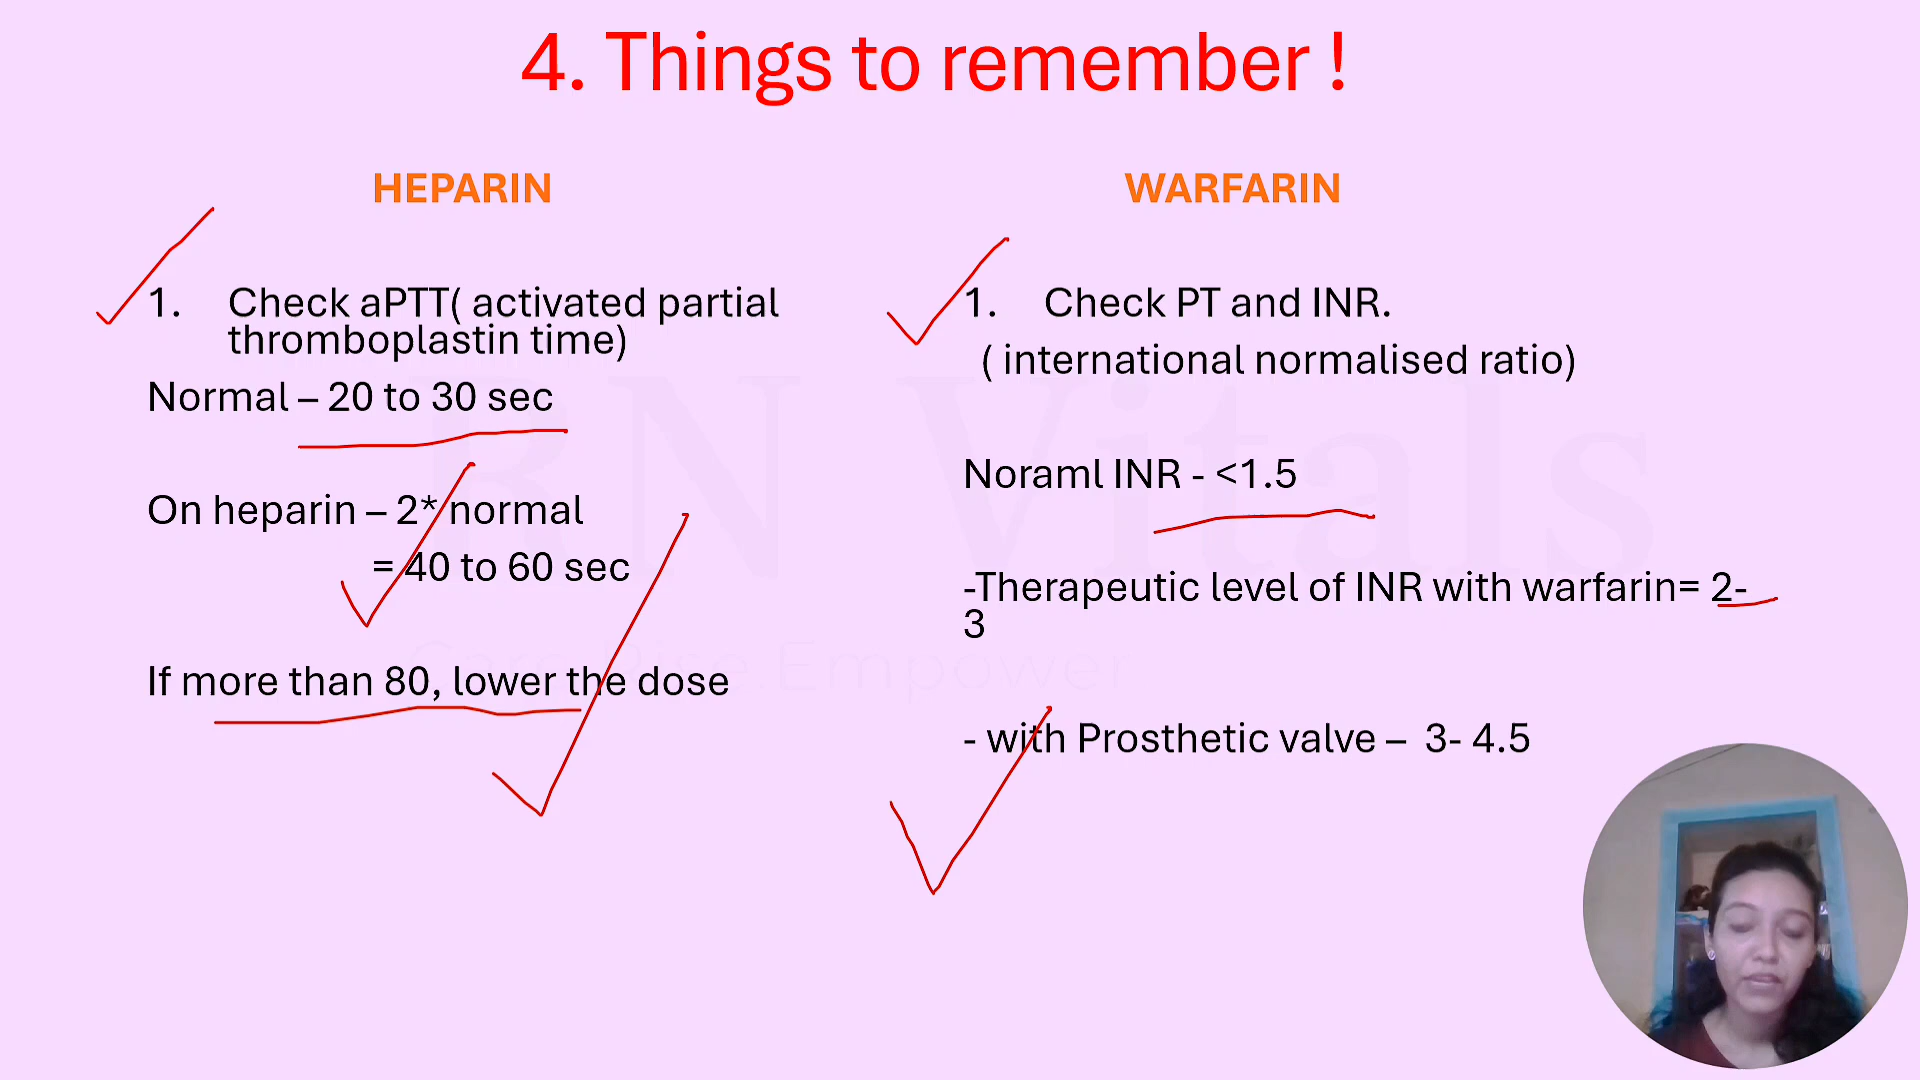 4. Things to remember !
HEPARIN
1. Check aPTT( activated partial
thromboplastin time)
Normal – 20 to 30 sec
On heparin – 2* normal
= 40 to 60 sec
If more than 80, lower the dose
WARFARIN
1. Check PT and INR.
( international normalised ratio)
Noraml INR - <1.5
-Therapeutic level of INR with warfarin= 2-
3
- with Prosthetic valve – 3- 4.5
RN Vitals
Care.Rise.Empower